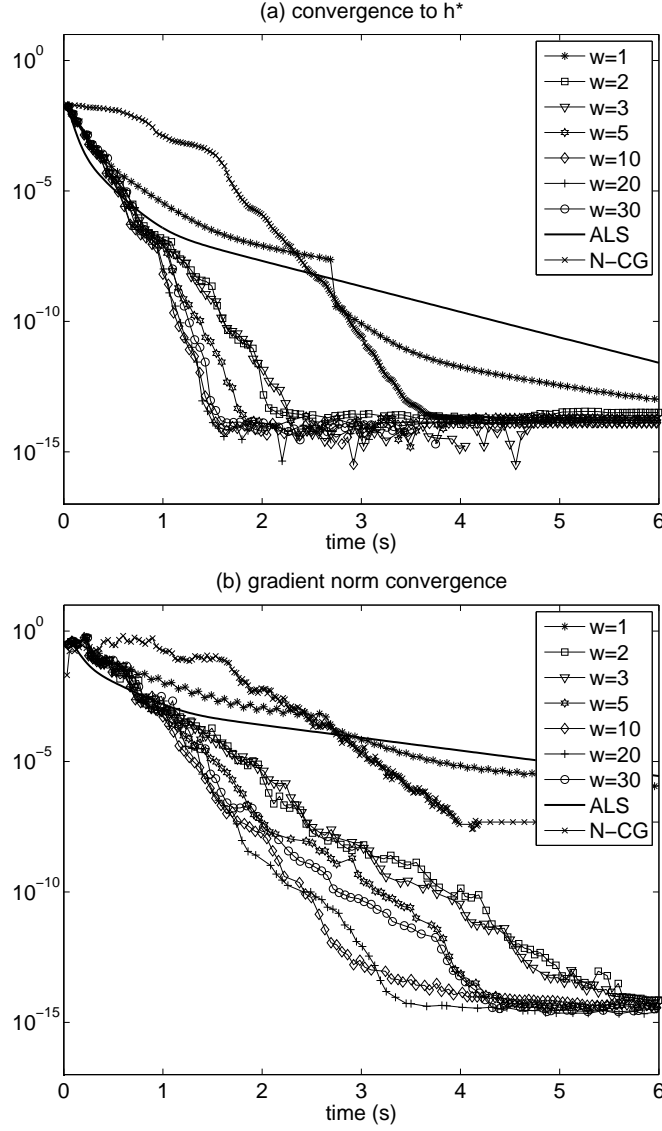 (a) convergence to h*
10^0
10^-5
10^-10
10^-15
w=1
w=2
w=3
w=5
w=10
w=20
w=30
ALS
N−CG
0 1 2 3 4 5 6
time (s)
(b) gradient norm convergence
10^0
10^-5
10^-10
10^-15
w=1
w=2
w=3
w=5
w=10
w=20
w=30
ALS
N−CG
0 1 2 3 4 5 6
time (s)